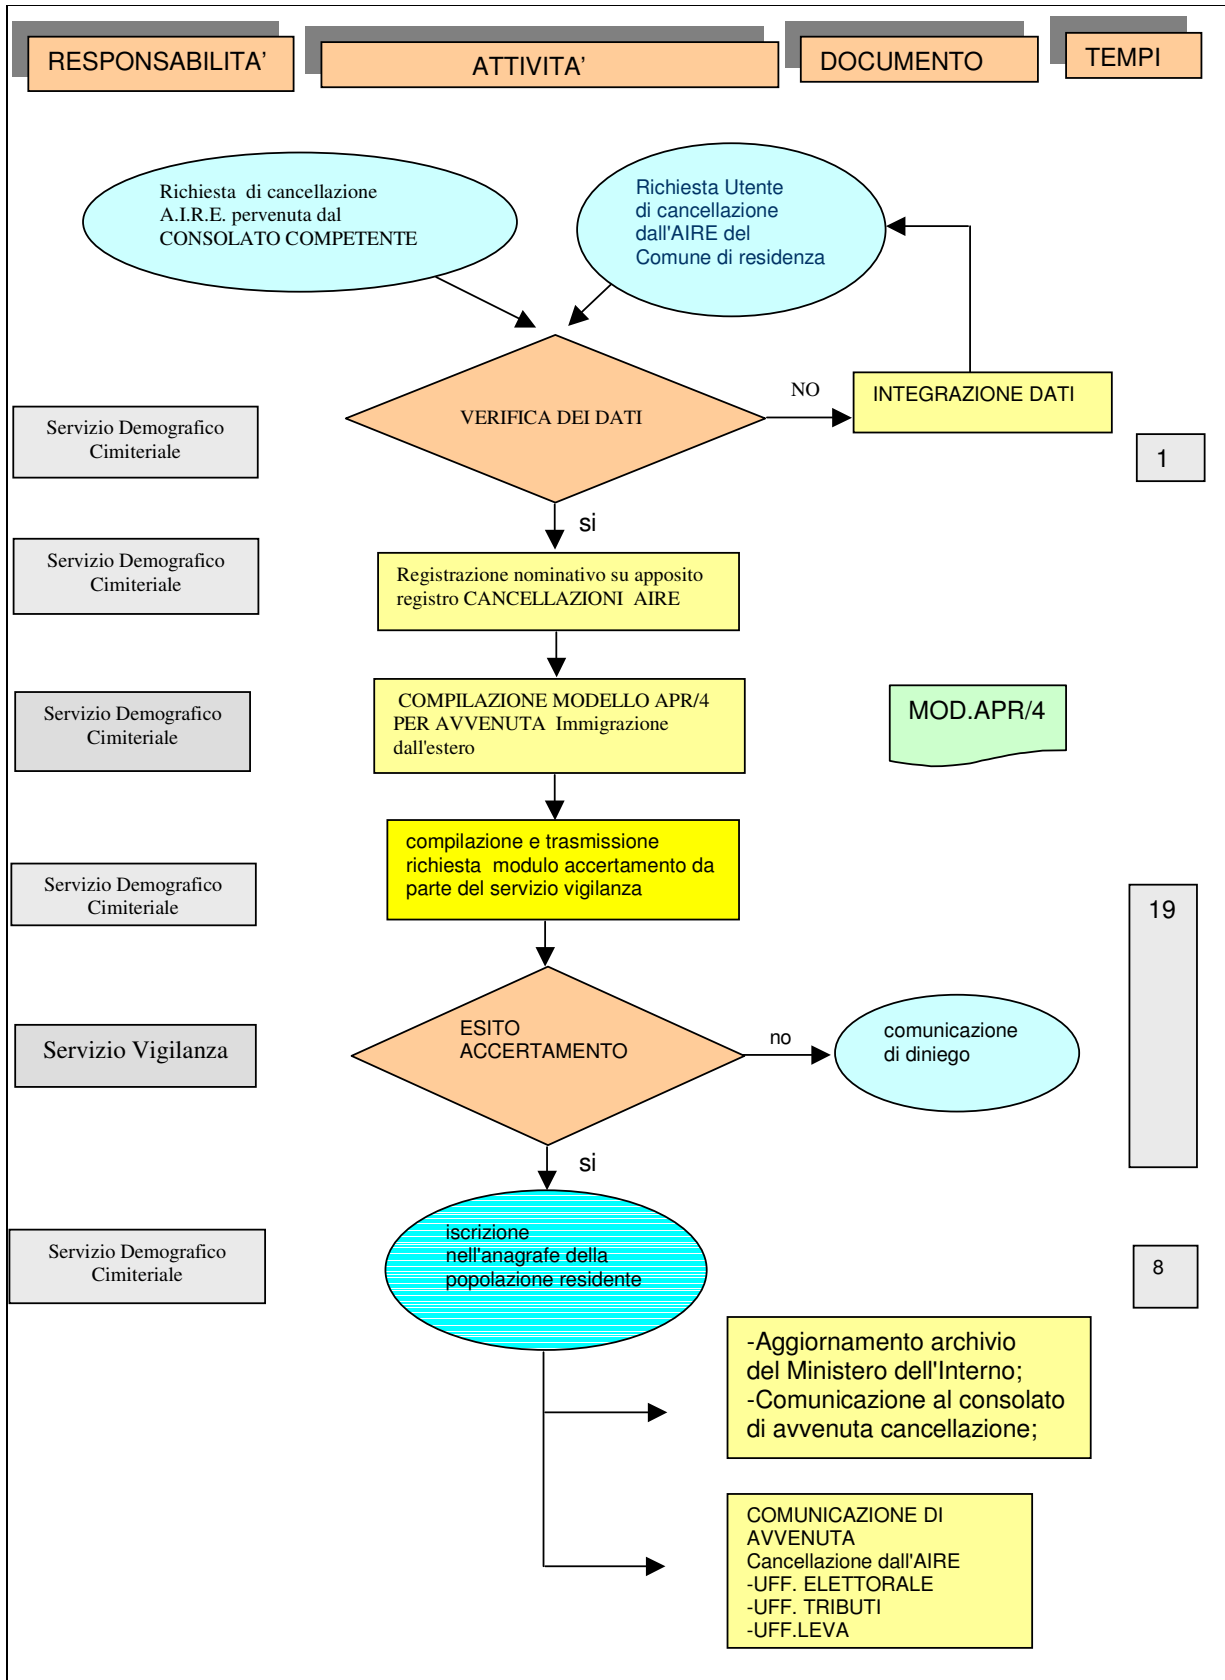 RESPONSABILITA’
ATTIVITA’
DOCUMENTO
TEMPI
Richiesta di cancellazione
A.I.R.E. pervenuta dal
CONSOLATO COMPETENTE
Richiesta Utente
di cancellazione
dall'AIRE del
Comune di residenza
Servizio Demografico
Cimiteriale
VERIFICA DEI DATI
NO
INTEGRAZIONE DATI
1
si
Servizio Demografico
Cimiteriale
Registrazione nominativo su apposito
registro CANCELLAZIONI AIRE
Servizio Demografico
Cimiteriale
COMPILAZIONE MODELLO APR/4
PER AVVENUTA Immigrazione
dall'estero
MOD.APR/4
Servizio Demografico
Cimiteriale
compilazione e trasmissione
richiesta modulo accertamento da
parte del servizio vigilanza
19
Servizio Vigilanza
ESITO
ACCERTAMENTO
no
comunicazione
di diniego
si
Servizio Demografico
Cimiteriale
iscrizione
nell'anagrafe della
popolazione residente
8
-Aggiornamento archivio
del Ministero dell'Interno;
-Comunicazione al consolato
di avvenuta cancellazione;
COMUNICAZIONE DI
AVVENUTA
Cancellazione dall'AIRE
-UFF. ELETTORALE
-UFF. TRIBUTI
-UFF.LEVA